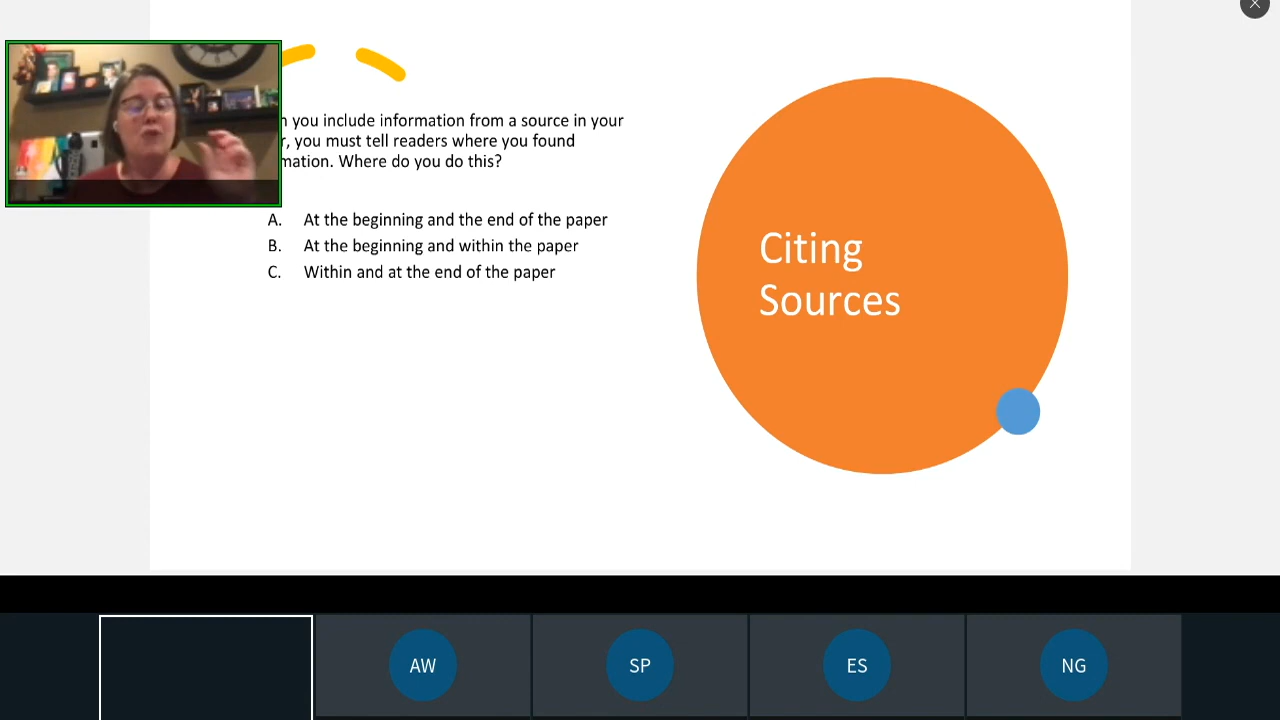 you include information from a source in your
you must tell readers where you found
Where do you do this?
A. At the beginning and the end of the paper
B. At the beginning and within the paper
C. Within and at the end of the paper
Citing
Sources
AW
SP
ES
NG